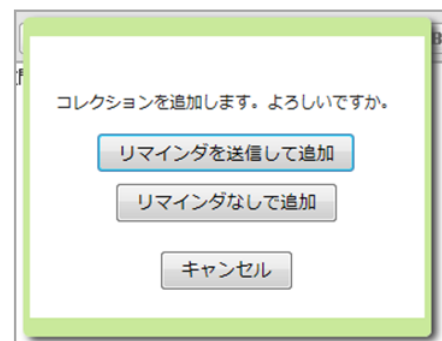 コレクションを追加します。よろしいですか。
リマインダを送信して追加
リマインダなしで追加
キャンセル